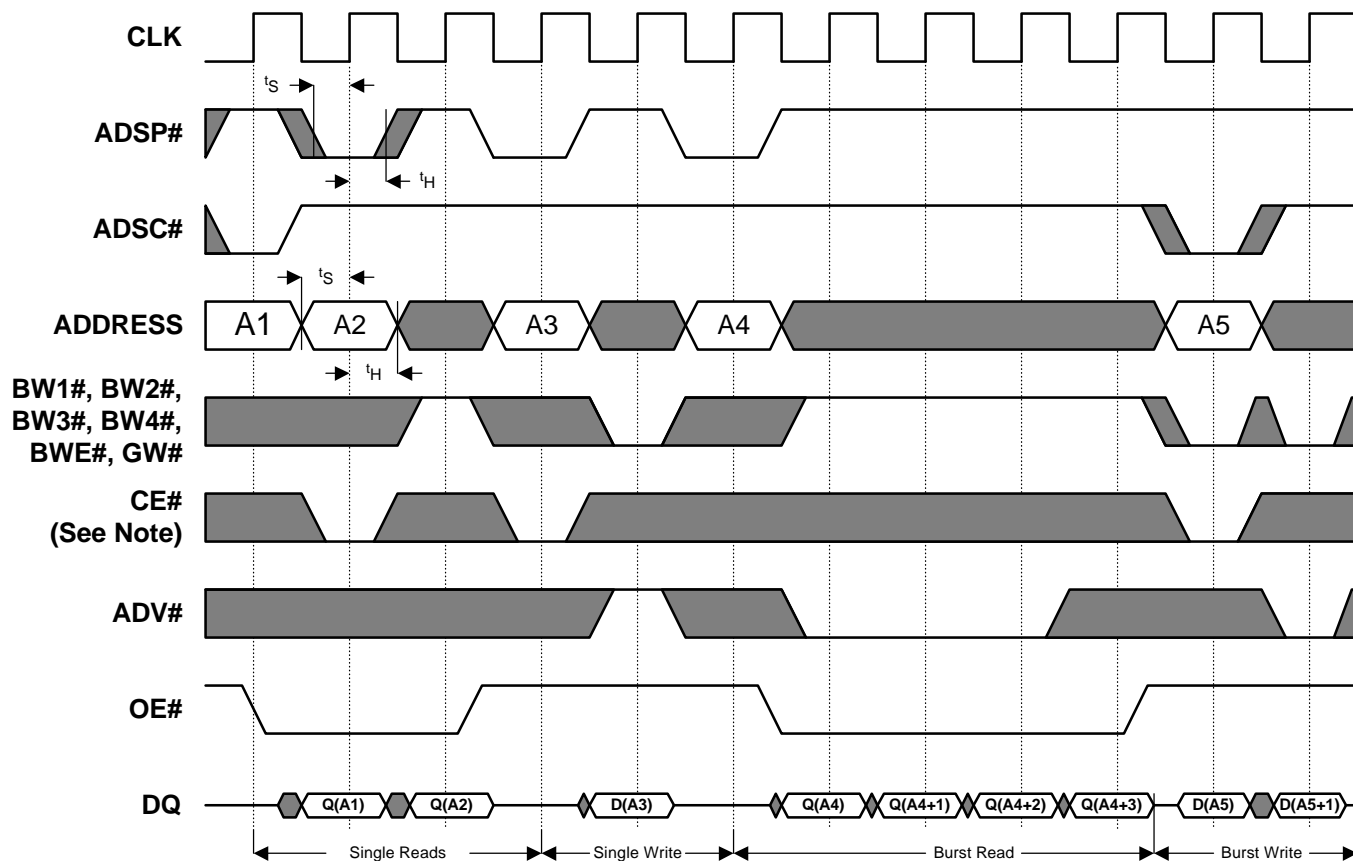 CLK
tS
ADSP#
tH
ADSC#
tS
ADDRESS
A1
A2
A3
A4
A5
tH
BW1#, BW2#,
BW3#, BW4#,
BWE#, GW#
CE#
(See Note)
ADV#
OE#
DQ
Q(A1)
Q(A2)
D(A3)
Q(A4)
Q(A4+1)
Q(A4+2)
Q(A4+3)
D(A5)
D(A5+1)
Single Reads
Single Write
Burst Read
Burst Write